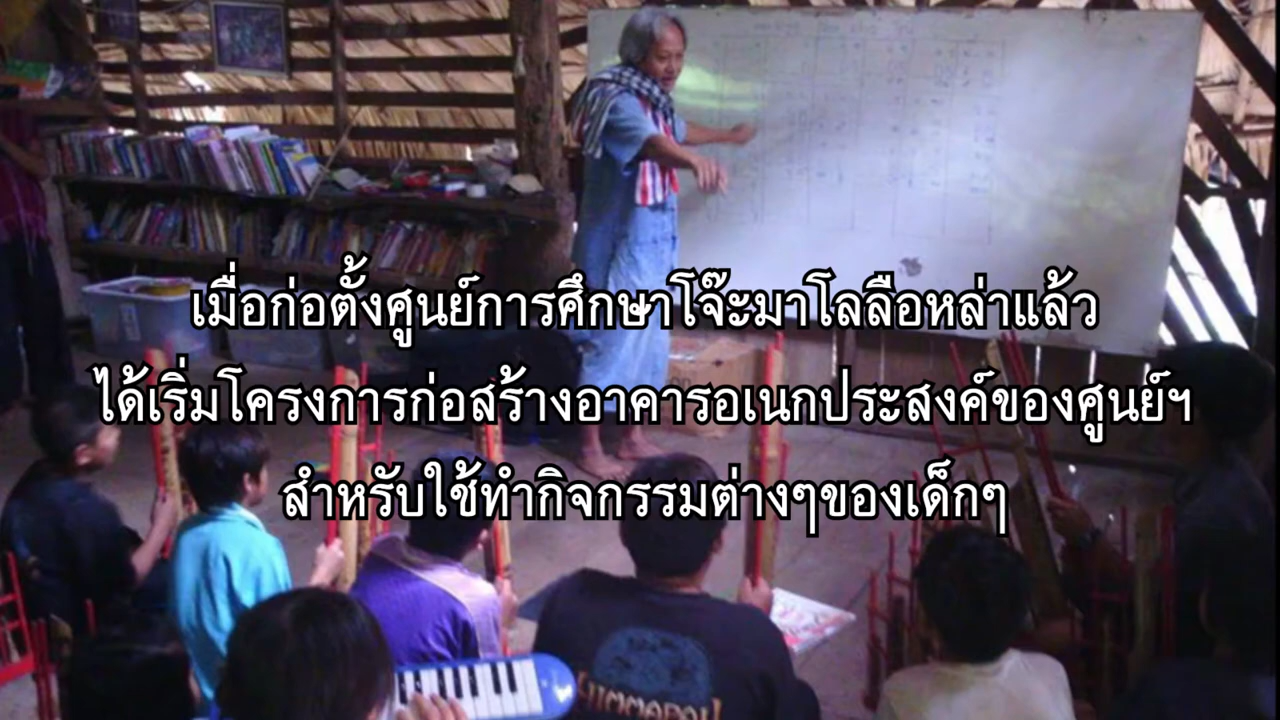 เมื่อก่อตั้งศูนย์การศึกษาโจ๊ะมาโลลือหล่าแล้ว
ได้เริ่มโครงการก่อสร้างอาคารอเนกประสงค์ของศูนย์ฯ
สำหรับใช้ทำกิจกรรมต่างๆของเด็กๆ